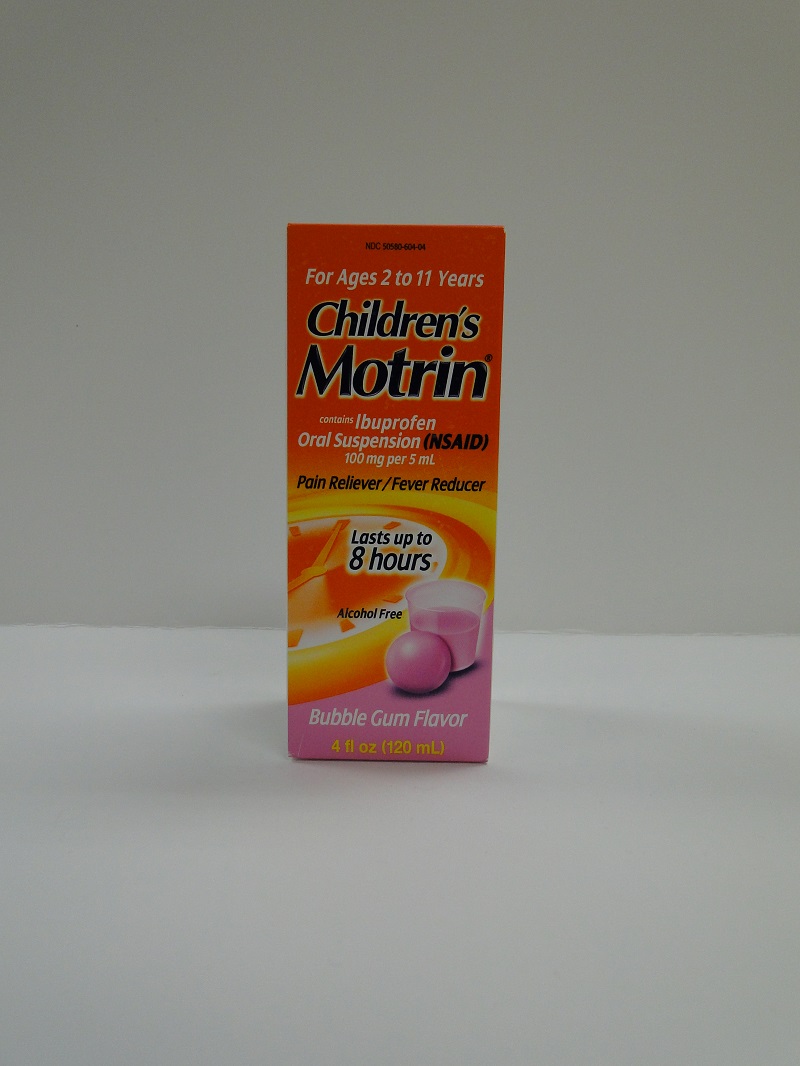 NDC 50580-604-04
For Ages 2 to 11 Years
Children's
Motrin®
contains Ibuprofen
Oral Suspension (NSAID)
100 mg per 5 mL
Pain Reliever/Fever Reducer
Lasts up to
8 hours
Alcohol Free
Bubble Gum Flavor
4 fl oz (120 mL)